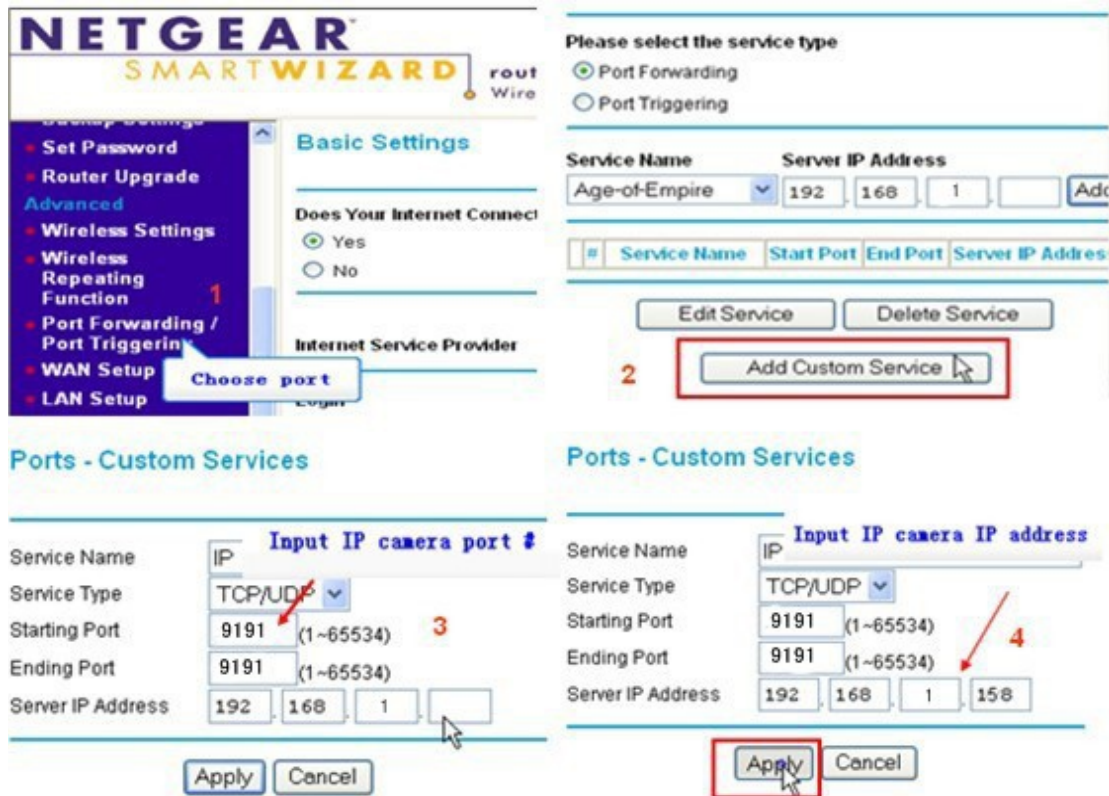 NETGEAR
SMARTWIZARD
rout
Wire
Backup Settings
Set Password
Router Upgrade
Advanced
Wireless Settings
Wireless
Repeating
Function
1
Port Forwarding /
Port Triggering
Choose port
WAN Setup
LAN Setup
Basic Settings
Does Your Internet Connect
Yes
No
Internet Service Provider
Login
Please select the service type
Port Forwarding
Port Triggering
Service Name Server IP Address
Age-of-Empire 192 . 168 . 1 . Add
# Service Name Start Port End Port Server IP Addres
Edit Service Delete Service
2 Add Custom Service
Ports - Custom Services
Input IP camera port #
Service Name IP
Service Type TCP/UDP
Starting Port 9191 (1~65534) 3
Ending Port 9191 (1~65534)
Server IP Address 192 . 168 . 1 .
Apply Cancel
Ports - Custom Services
Input IP camera IP address
Service Name IP
Service Type TCP/UDP
Starting Port 9191 (1~65534) 4
Ending Port 9191 (1~65534)
Server IP Address 192 . 168 . 1 . 158
Apply Cancel